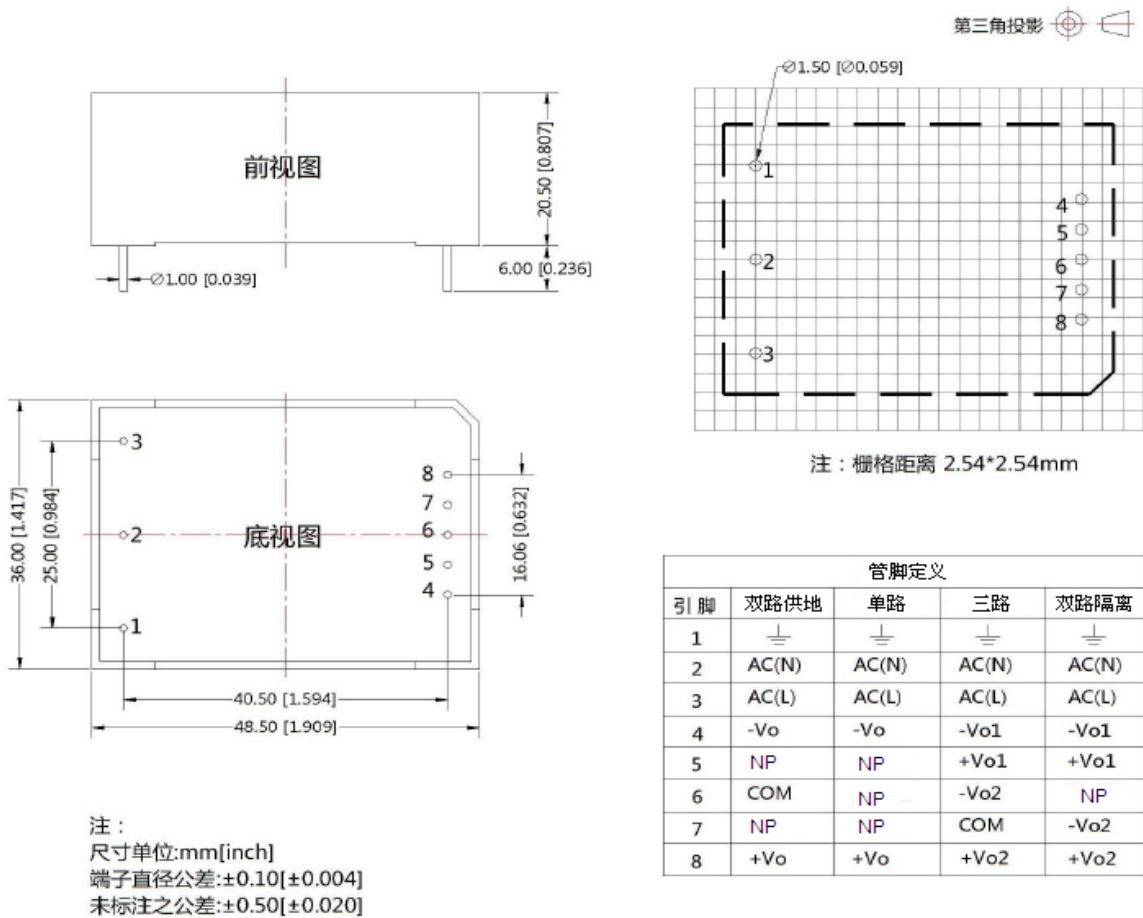 第三角投影
前视图
20.50 [0.807]
6.00 [0.236]
∅1.00 [0.039]
∅1.50 [∅0.059]
1
2
3
4
5
6
7
8
注：栅格距离 2.54*2.54mm
底视图
3
2
1
8
7
6
5
4
36.00 [1.417]
25.00 [0.984]
16.06 [0.632]
40.50 [1.594]
48.50 [1.909]
管脚定义
引脚 双路供地 单路 三路 双路隔离
1
2 AC(N) AC(N) AC(N) AC(N)
3 AC(L) AC(L) AC(L) AC(L)
4 -Vo -Vo -Vo1 -Vo1
5 NP NP +Vo1 +Vo1
6 COM NP -Vo2 NP
7 NP NP COM -Vo2
8 +Vo +Vo +Vo2 +Vo2
注：
尺寸单位:mm[inch]
端子直径公差:±0.10[±0.004]
未标注之公差:±0.50[±0.020]